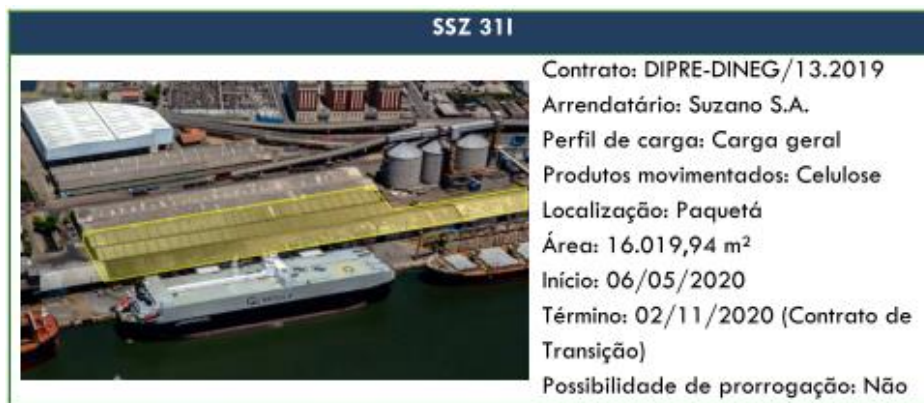 SSZ 31I
Contrato: DIPRE-DINEG/13.2019
Arrendatário: Suzano S.A.
Perfil de carga: Carga geral
Produtos movimentados: Celulose
Localização: Paquetá
Área: 16.019,94 m²
Início: 06/05/2020
Término: 02/11/2020 (Contrato de
Transição)
Possibilidade de prorrogação: Não